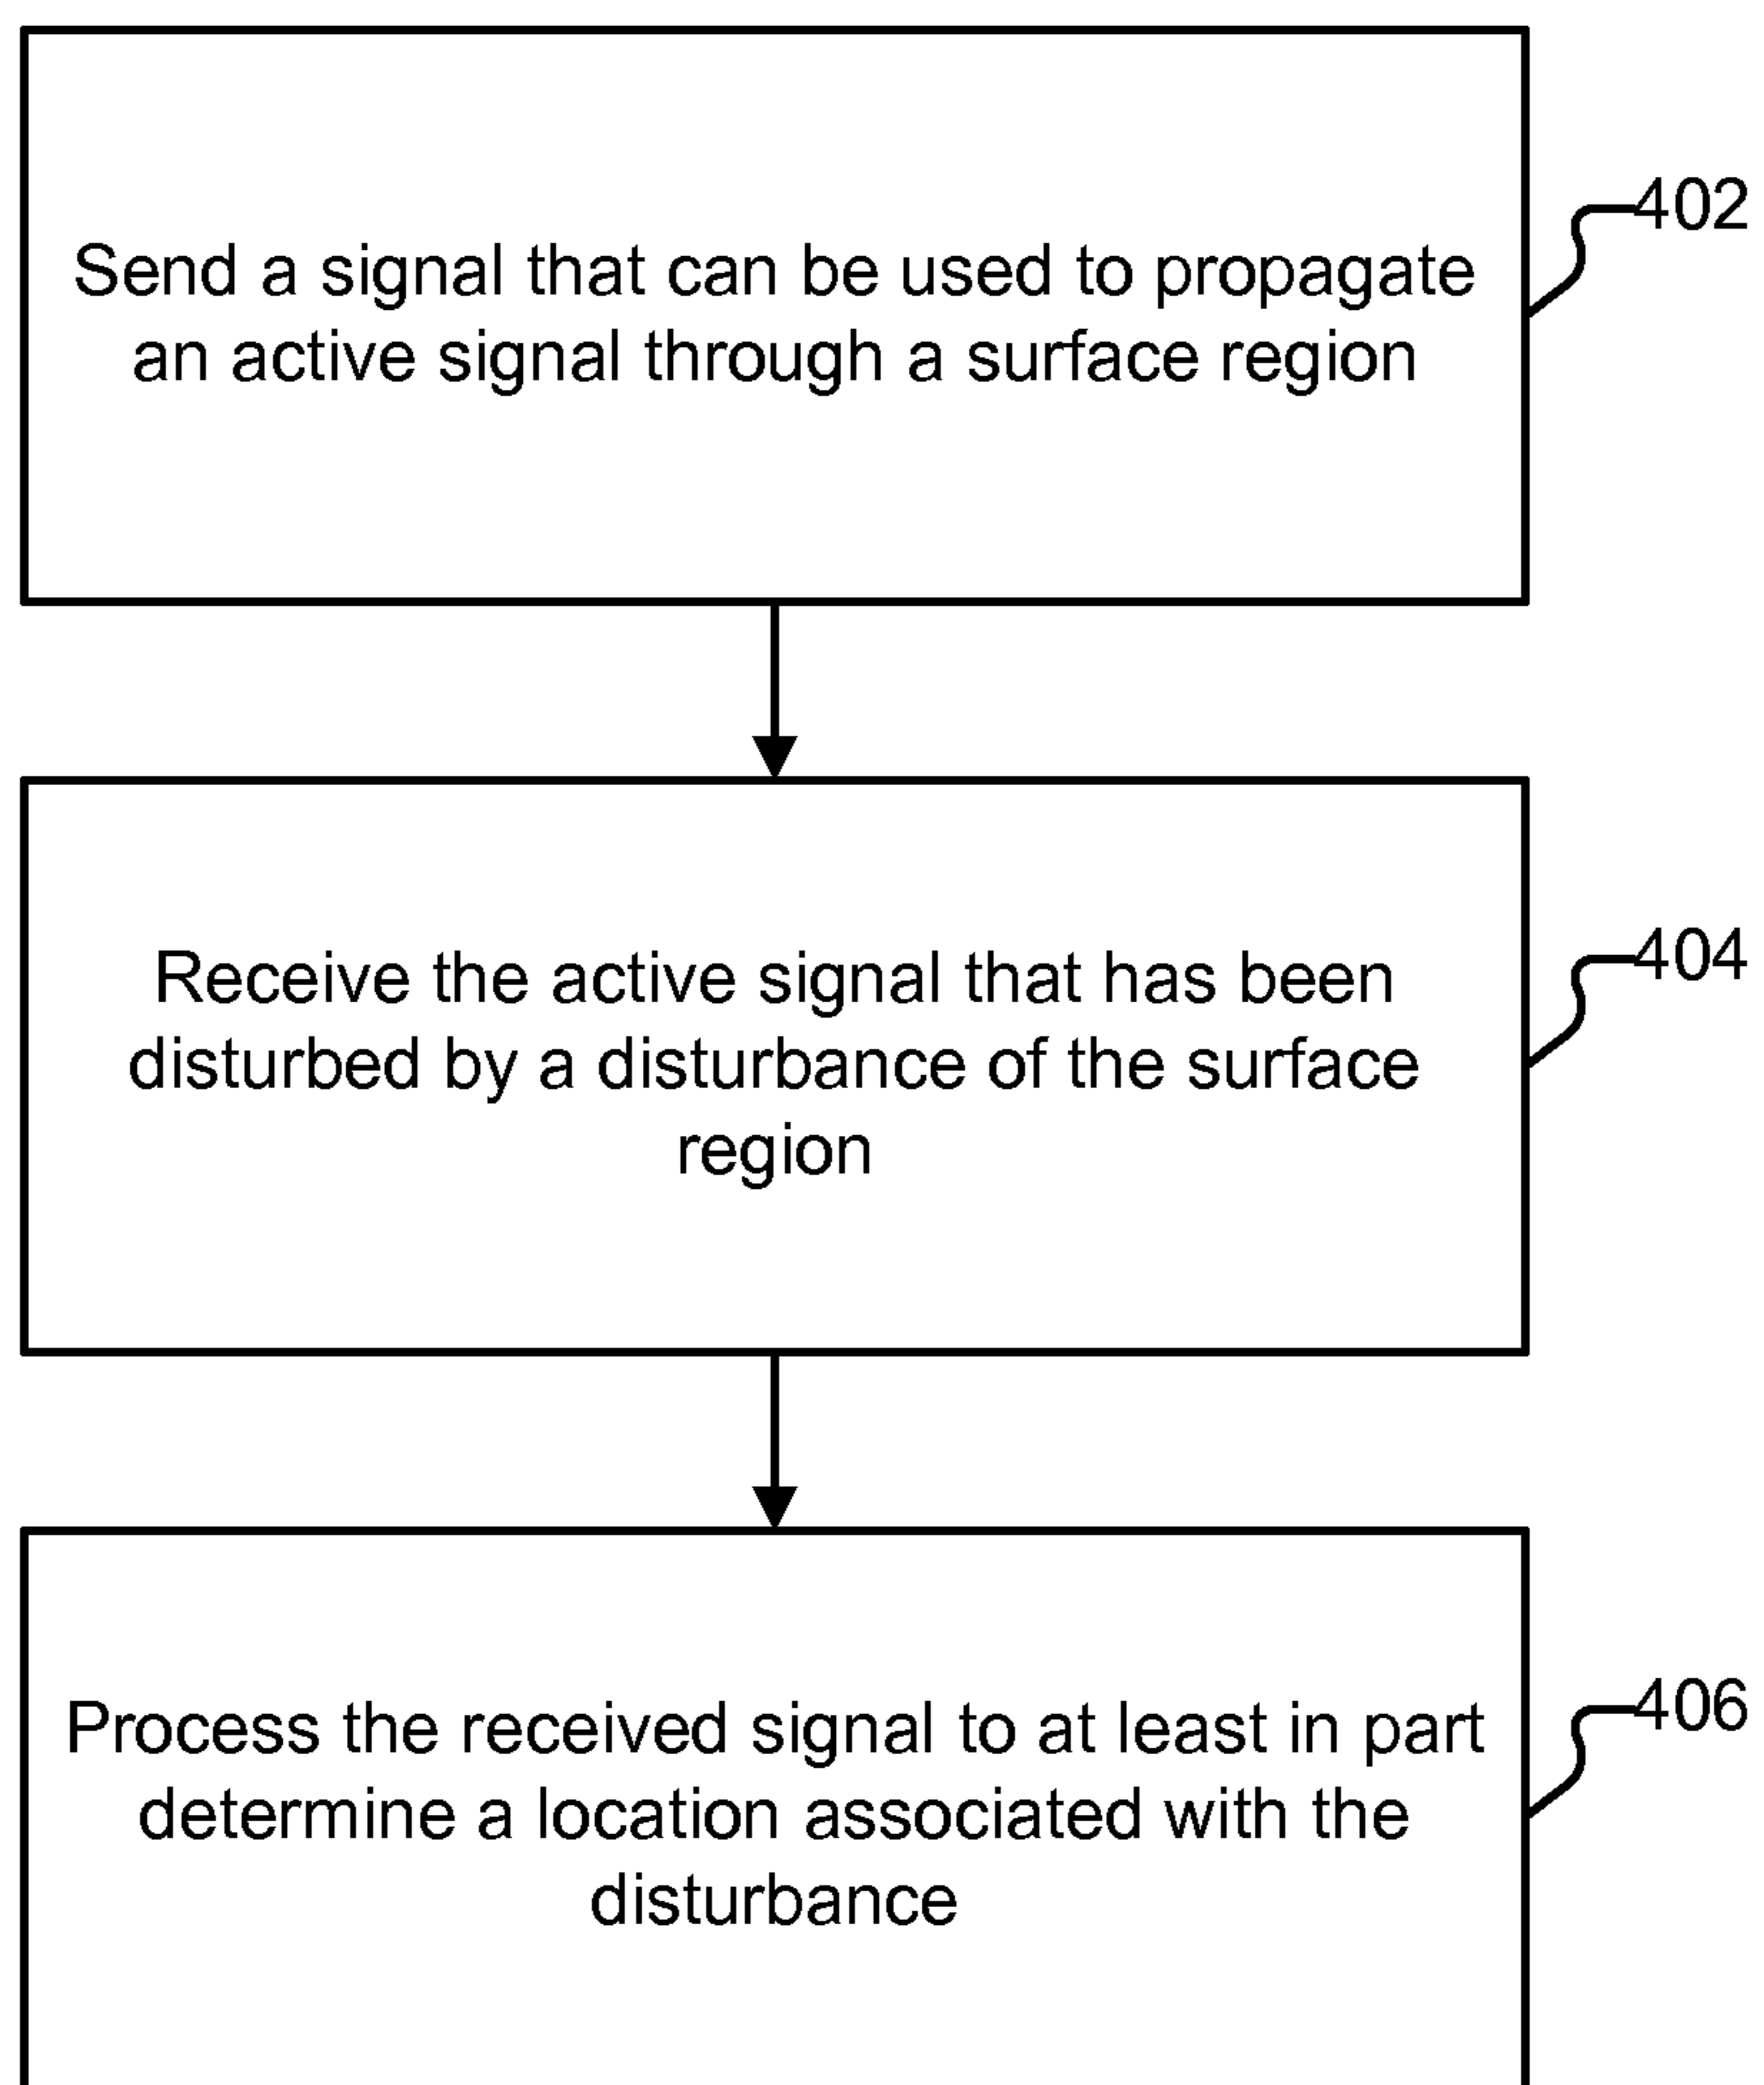 Send a signal that can be used to propagate
an active signal through a surface region
402
Receive the active signal that has been
disturbed by a disturbance of the surface
region
404
Process the received signal to at least in part
determine a location associated with the
disturbance
406